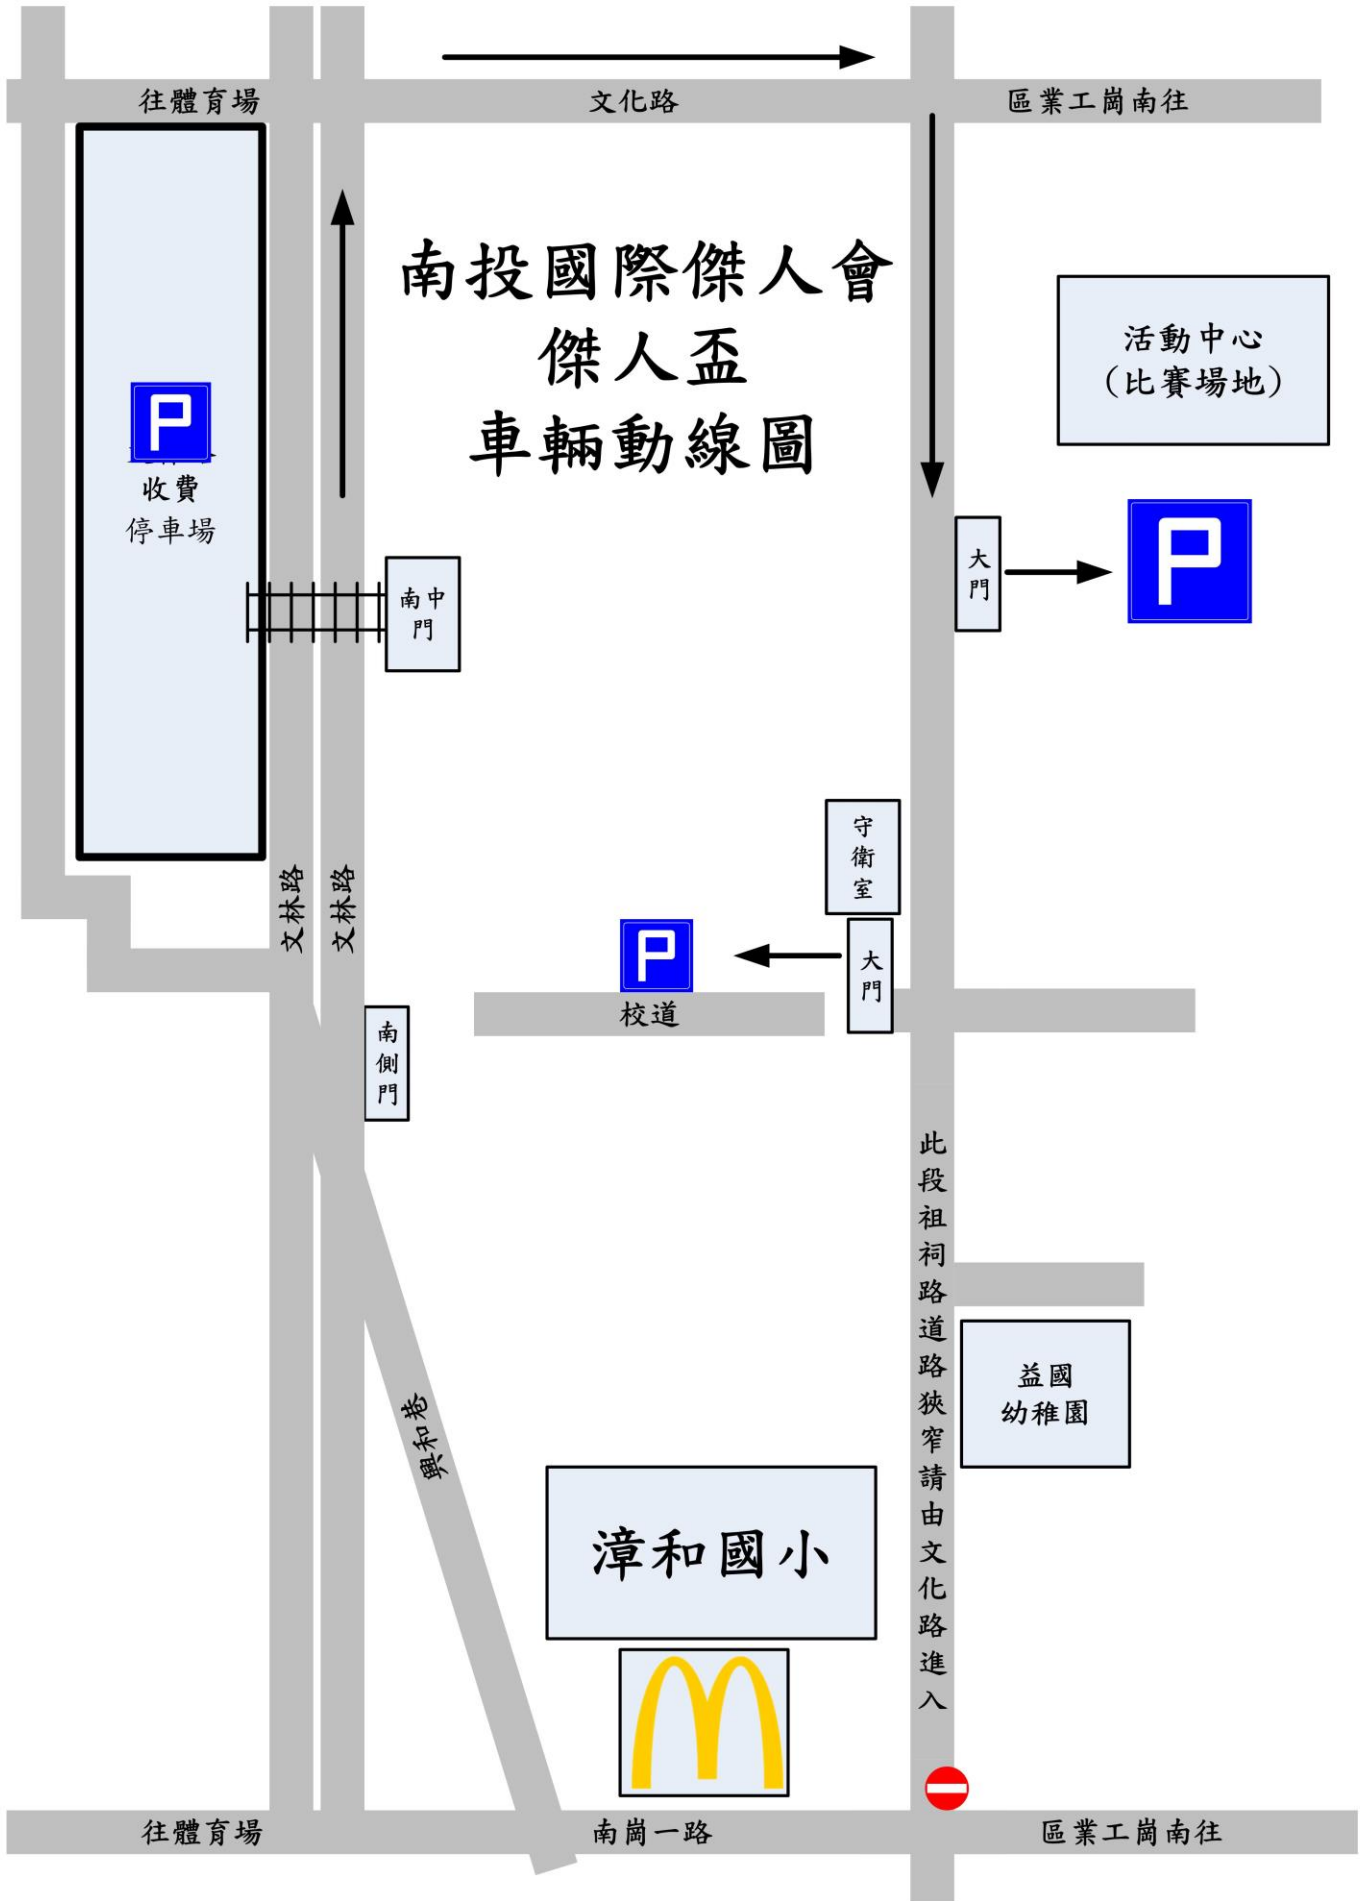 往體育場
文化路
區業工崗南往
南投國際傑人會
傑人盃
車輛動線圖
活動中心
(比賽場地)
P
收費
停車場
P
大
門
南中
門
守
衛
室
文林路
文林路
P
大
門
校道
南
側
門
此段祖祠路道路狹窄請由文化路進入
益國
幼稚園
興和巷
漳和國小
往體育場
南崗一路
區業工崗南往